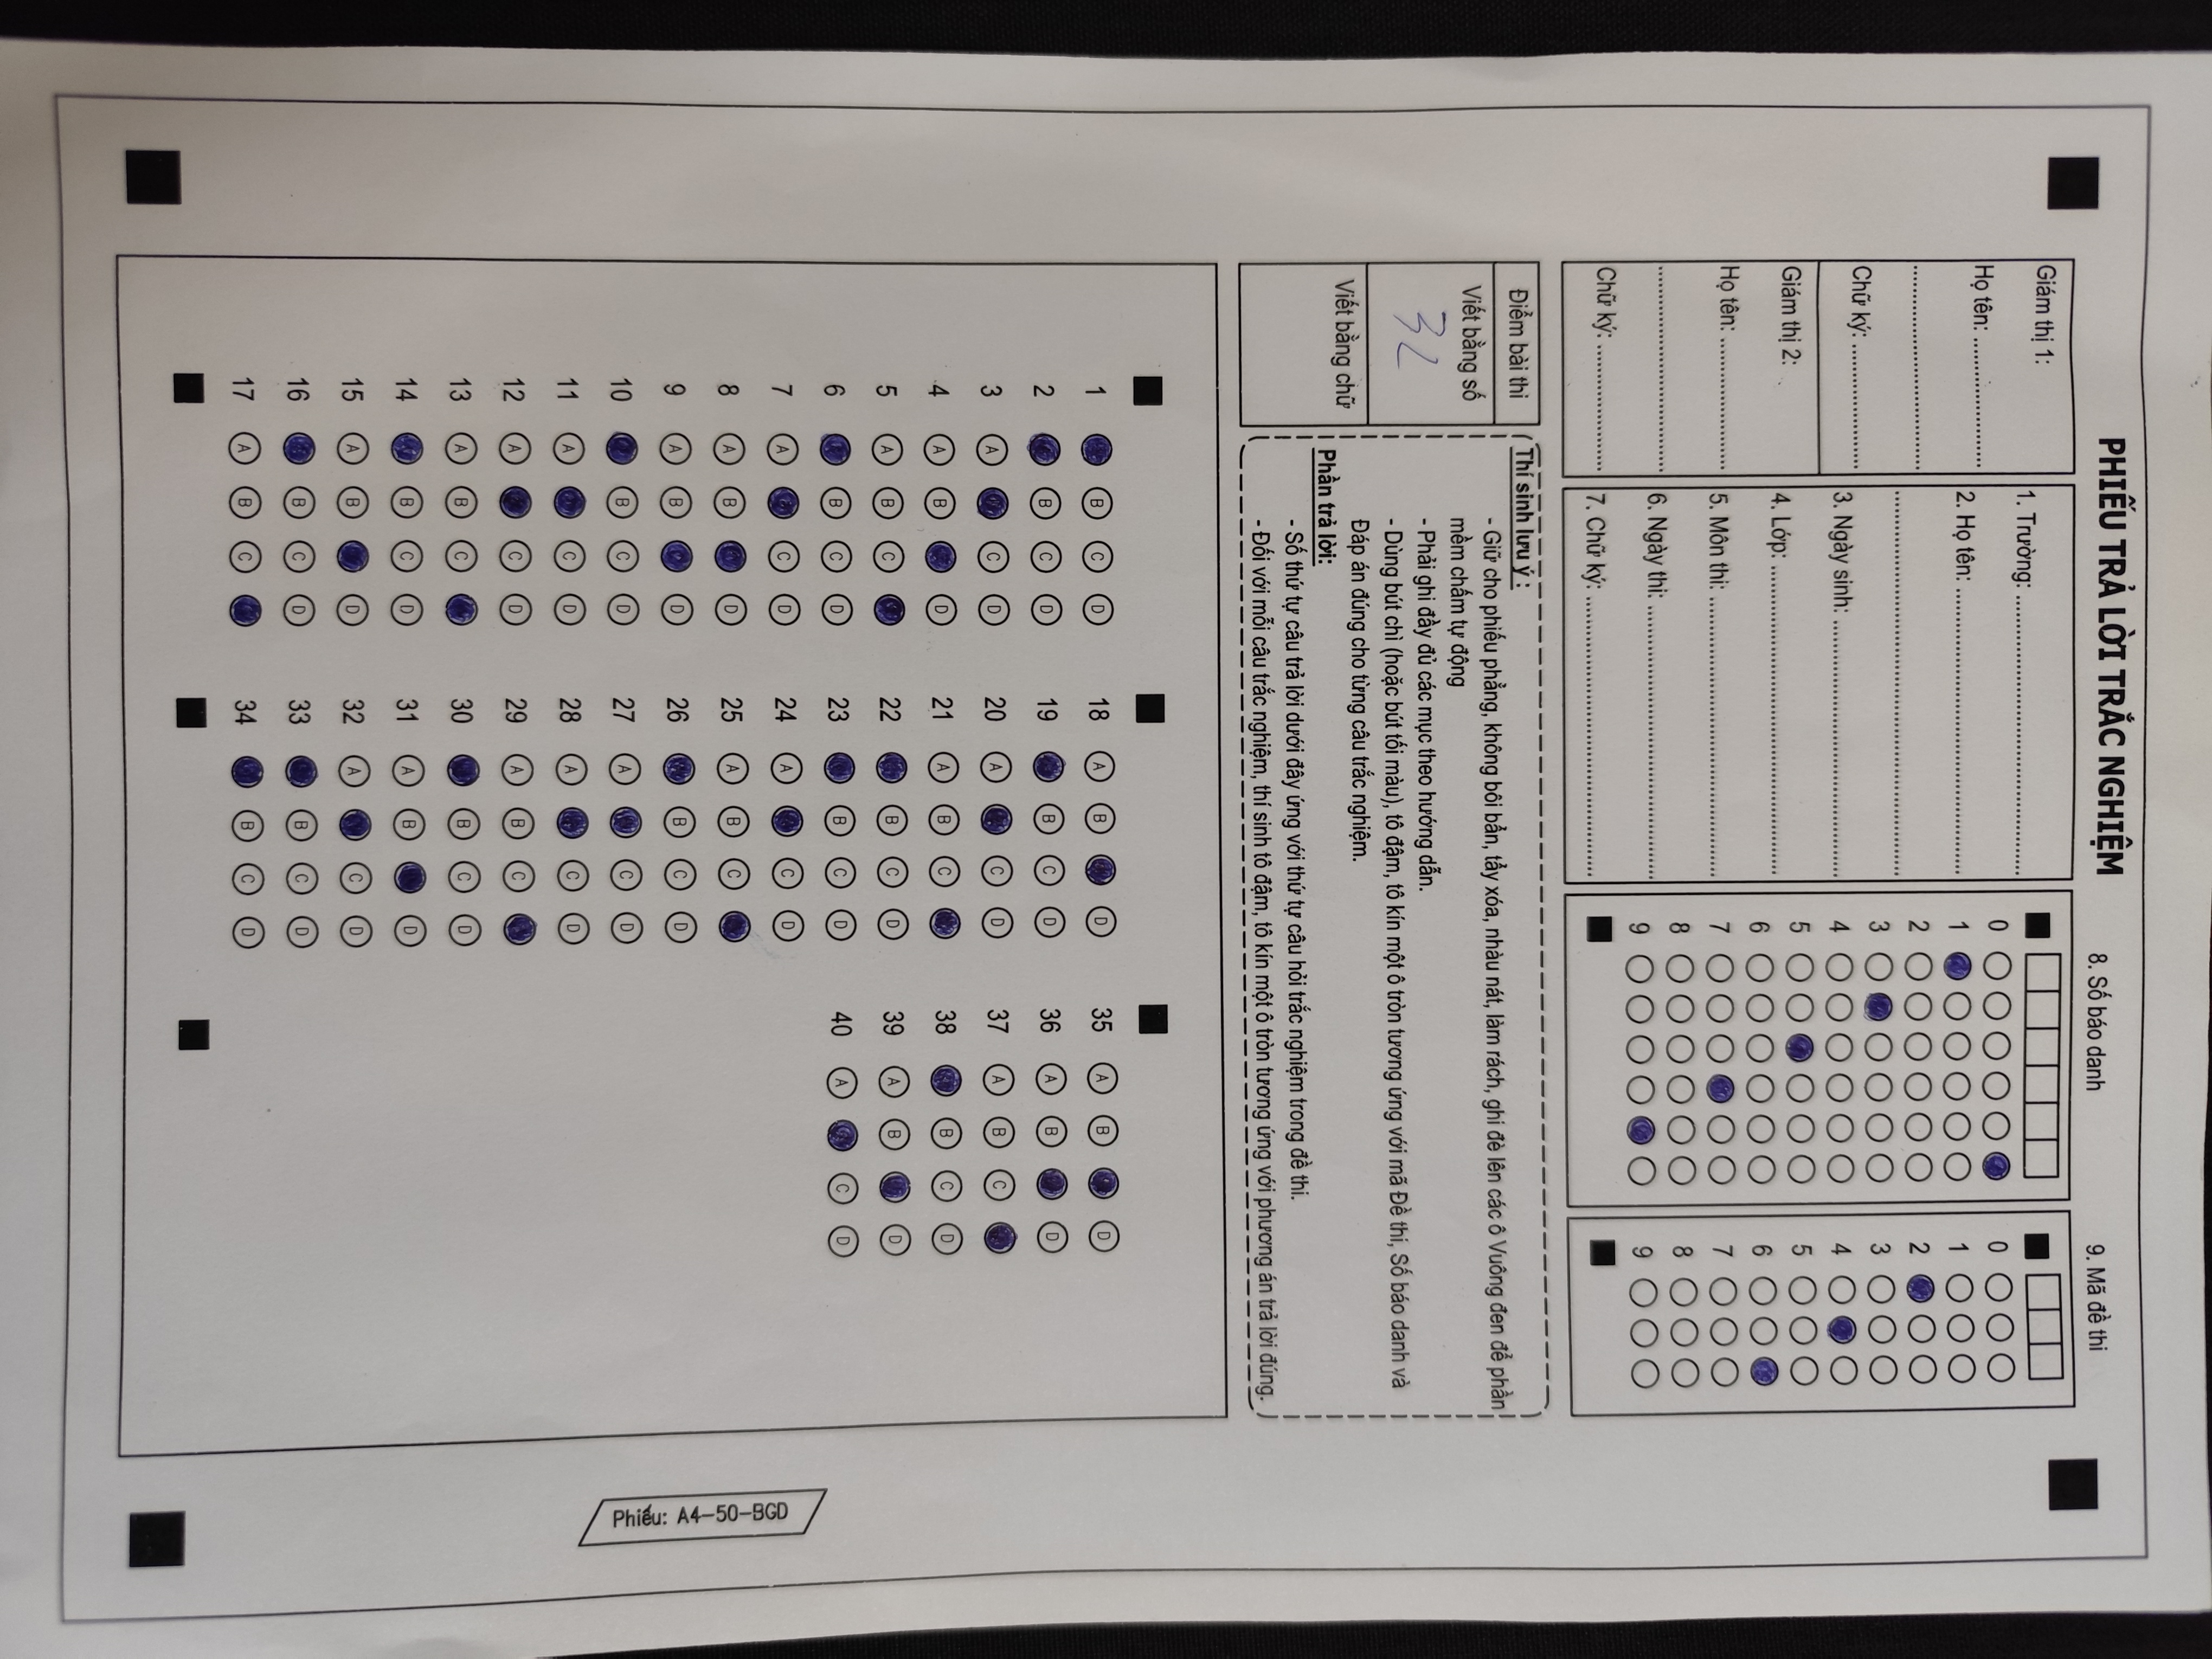 PHIẾU TRẢ LỜI TRẮC NGHIỆM
Giám thị 1:
Họ tên: ................
................................
Chữ ký: ................
Giám thị 2:
Họ tên: ................
................................
Chữ ký: ................
1. Trường: ................................
2. Họ tên: ................................
................................................
3. Ngày sinh: ................................
4. Lớp: ................................
5. Môn thi: ................................
6. Ngày thi: ................................
7. Chữ ký: ................................
8. Số báo danh
0
1
2
3
4
5
6
7
8
9
9. Mã đề thi
0
1
2
3
4
5
6
7
8
9
Điểm bài thi
Viết bằng số
32
Viết bằng chữ
Thí sinh lưu ý:
- Giữ cho phiếu phẳng, không bôi bẩn, tẩy xóa, nhàu nát, làm rách, ghi đè lên các ô Vuông đen để phần
mềm chấm tự động
- Phải ghi đầy đủ các mục theo hướng dẫn.
- Dùng bút chì (hoặc bút tối màu), tô đậm, tô kín một ô tròn tương ứng với mã Đề thi, Số báo danh và
Đáp án đúng cho từng câu trắc nghiệm.
Phần trả lời:
- Số thứ tự câu trả lời dưới đây ứng với thứ tự câu hỏi trắc nghiệm trong đề thi.
- Đối với mỗi câu trắc nghiệm, thí sinh tô đậm, tô kín một ô tròn tương ứng với phương án trả lời đúng.
1 B C D
2 B C D
3 A C D
4 A B D
5 A B C
6 B C D
7 A C D
8 A B D
9 A B D
10 B C D
11 A C D
12 A C D
13 A B C
14 B C D
15 A B D
16 B C D
17 A B C
18 A B D
19 B C D
20 A C D
21 A B C
22 B C D
23 B C D
24 A C D
25 A B C
26 B C D
27 A C D
28 A C D
29 A B C
30 B C D
31 A B D
32 A C D
33 B C D
34 B C D
35 A B D
36 A B D
37 A B C
38 B C D
39 A B D
40 A C D
Phiếu: A4-50-BGD